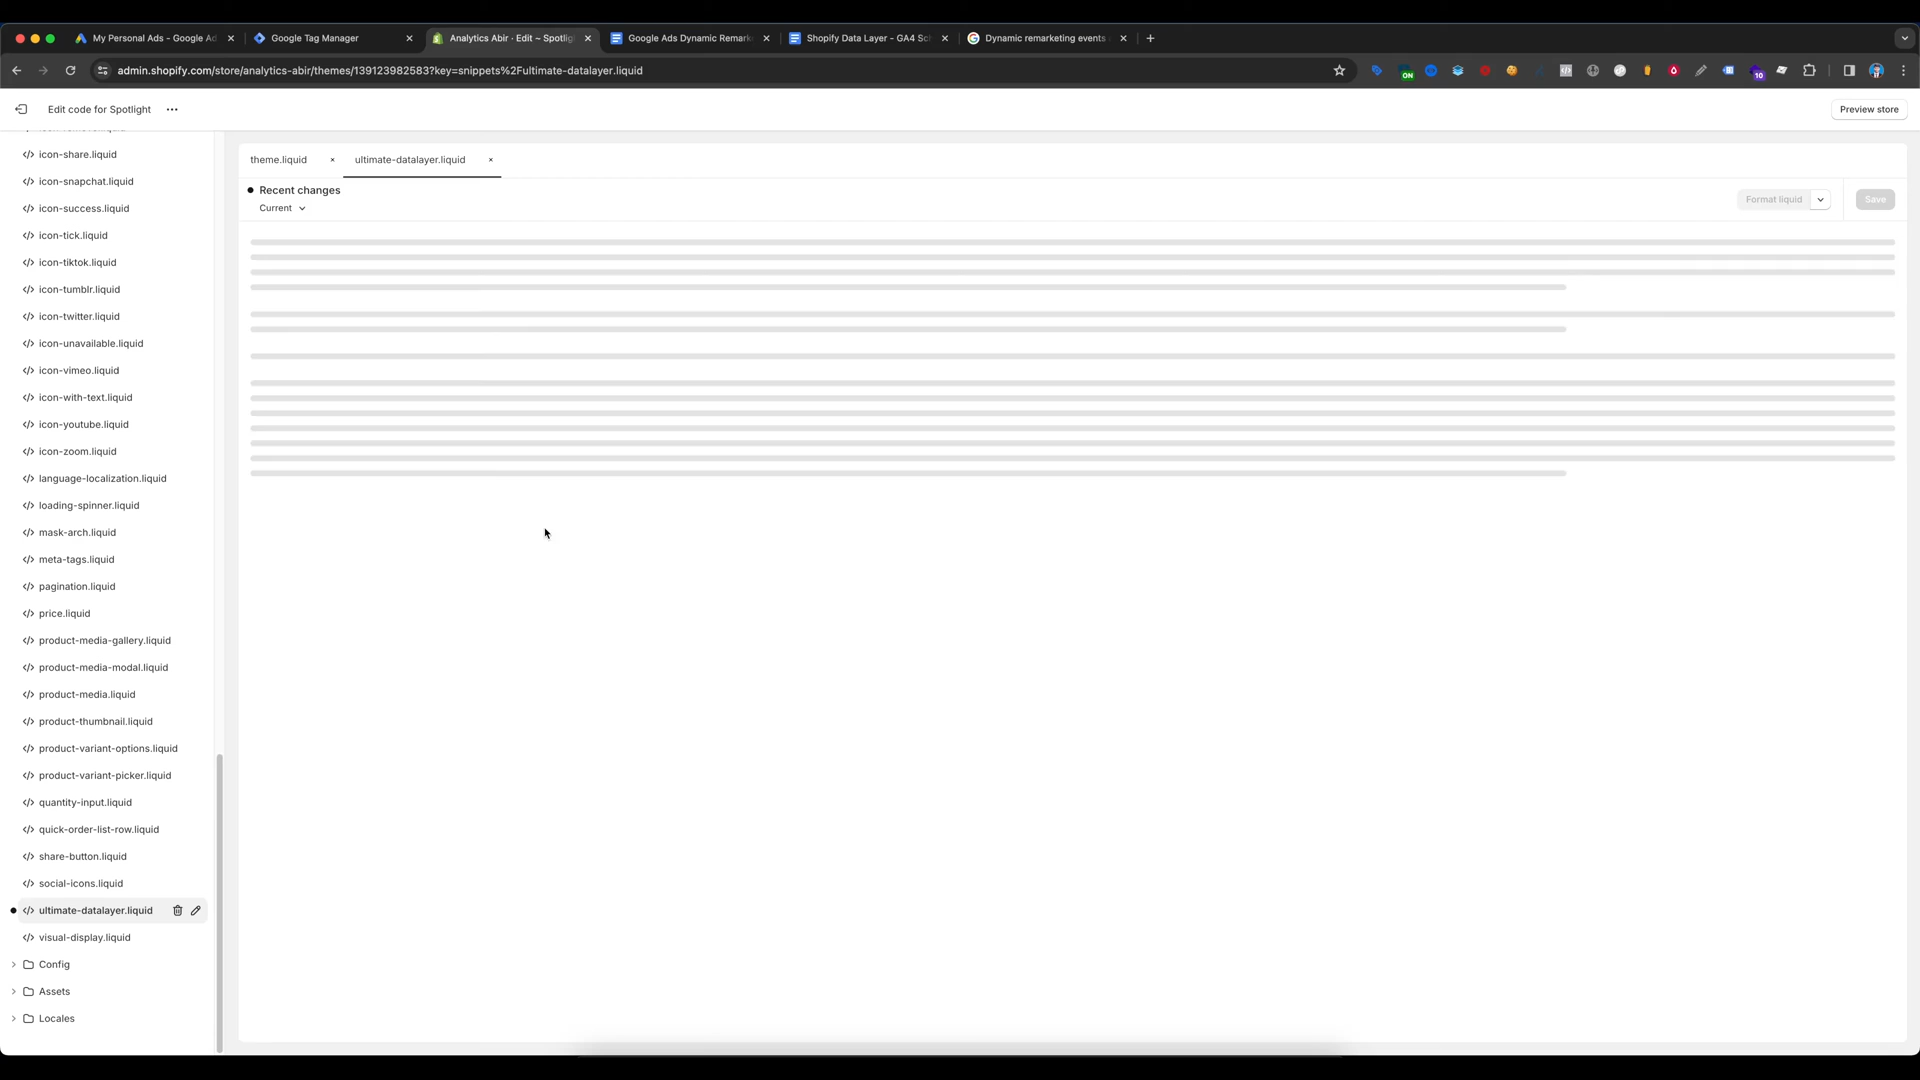 My Personal Ads - Google Ad
Google Tag Manager
Analytics Abir · Edit ~ Spotlig
Google Ads Dynamic Remark
Shopify Data Layer - GA4 Sc
Dynamic remarketing events
admin.shopify.com/store/analytics-abir/themes/139123982583?key=snippets%2Fultimate-datalayer.liquid
ON
10
Edit code for Spotlight
Preview store
icon-share.liquid
icon-snapchat.liquid
icon-success.liquid
icon-tick.liquid
icon-tiktok.liquid
icon-tumblr.liquid
icon-twitter.liquid
icon-unavailable.liquid
icon-vimeo.liquid
icon-with-text.liquid
icon-youtube.liquid
icon-zoom.liquid
language-localization.liquid
loading-spinner.liquid
mask-arch.liquid
meta-tags.liquid
pagination.liquid
price.liquid
product-media-gallery.liquid
product-media-modal.liquid
product-media.liquid
product-thumbnail.liquid
product-variant-options.liquid
product-variant-picker.liquid
quantity-input.liquid
quick-order-list-row.liquid
share-button.liquid
social-icons.liquid
ultimate-datalayer.liquid
visual-display.liquid
Config
Assets
Locales
theme.liquid
ultimate-datalayer.liquid
Recent changes
Current
Format liquid
Save